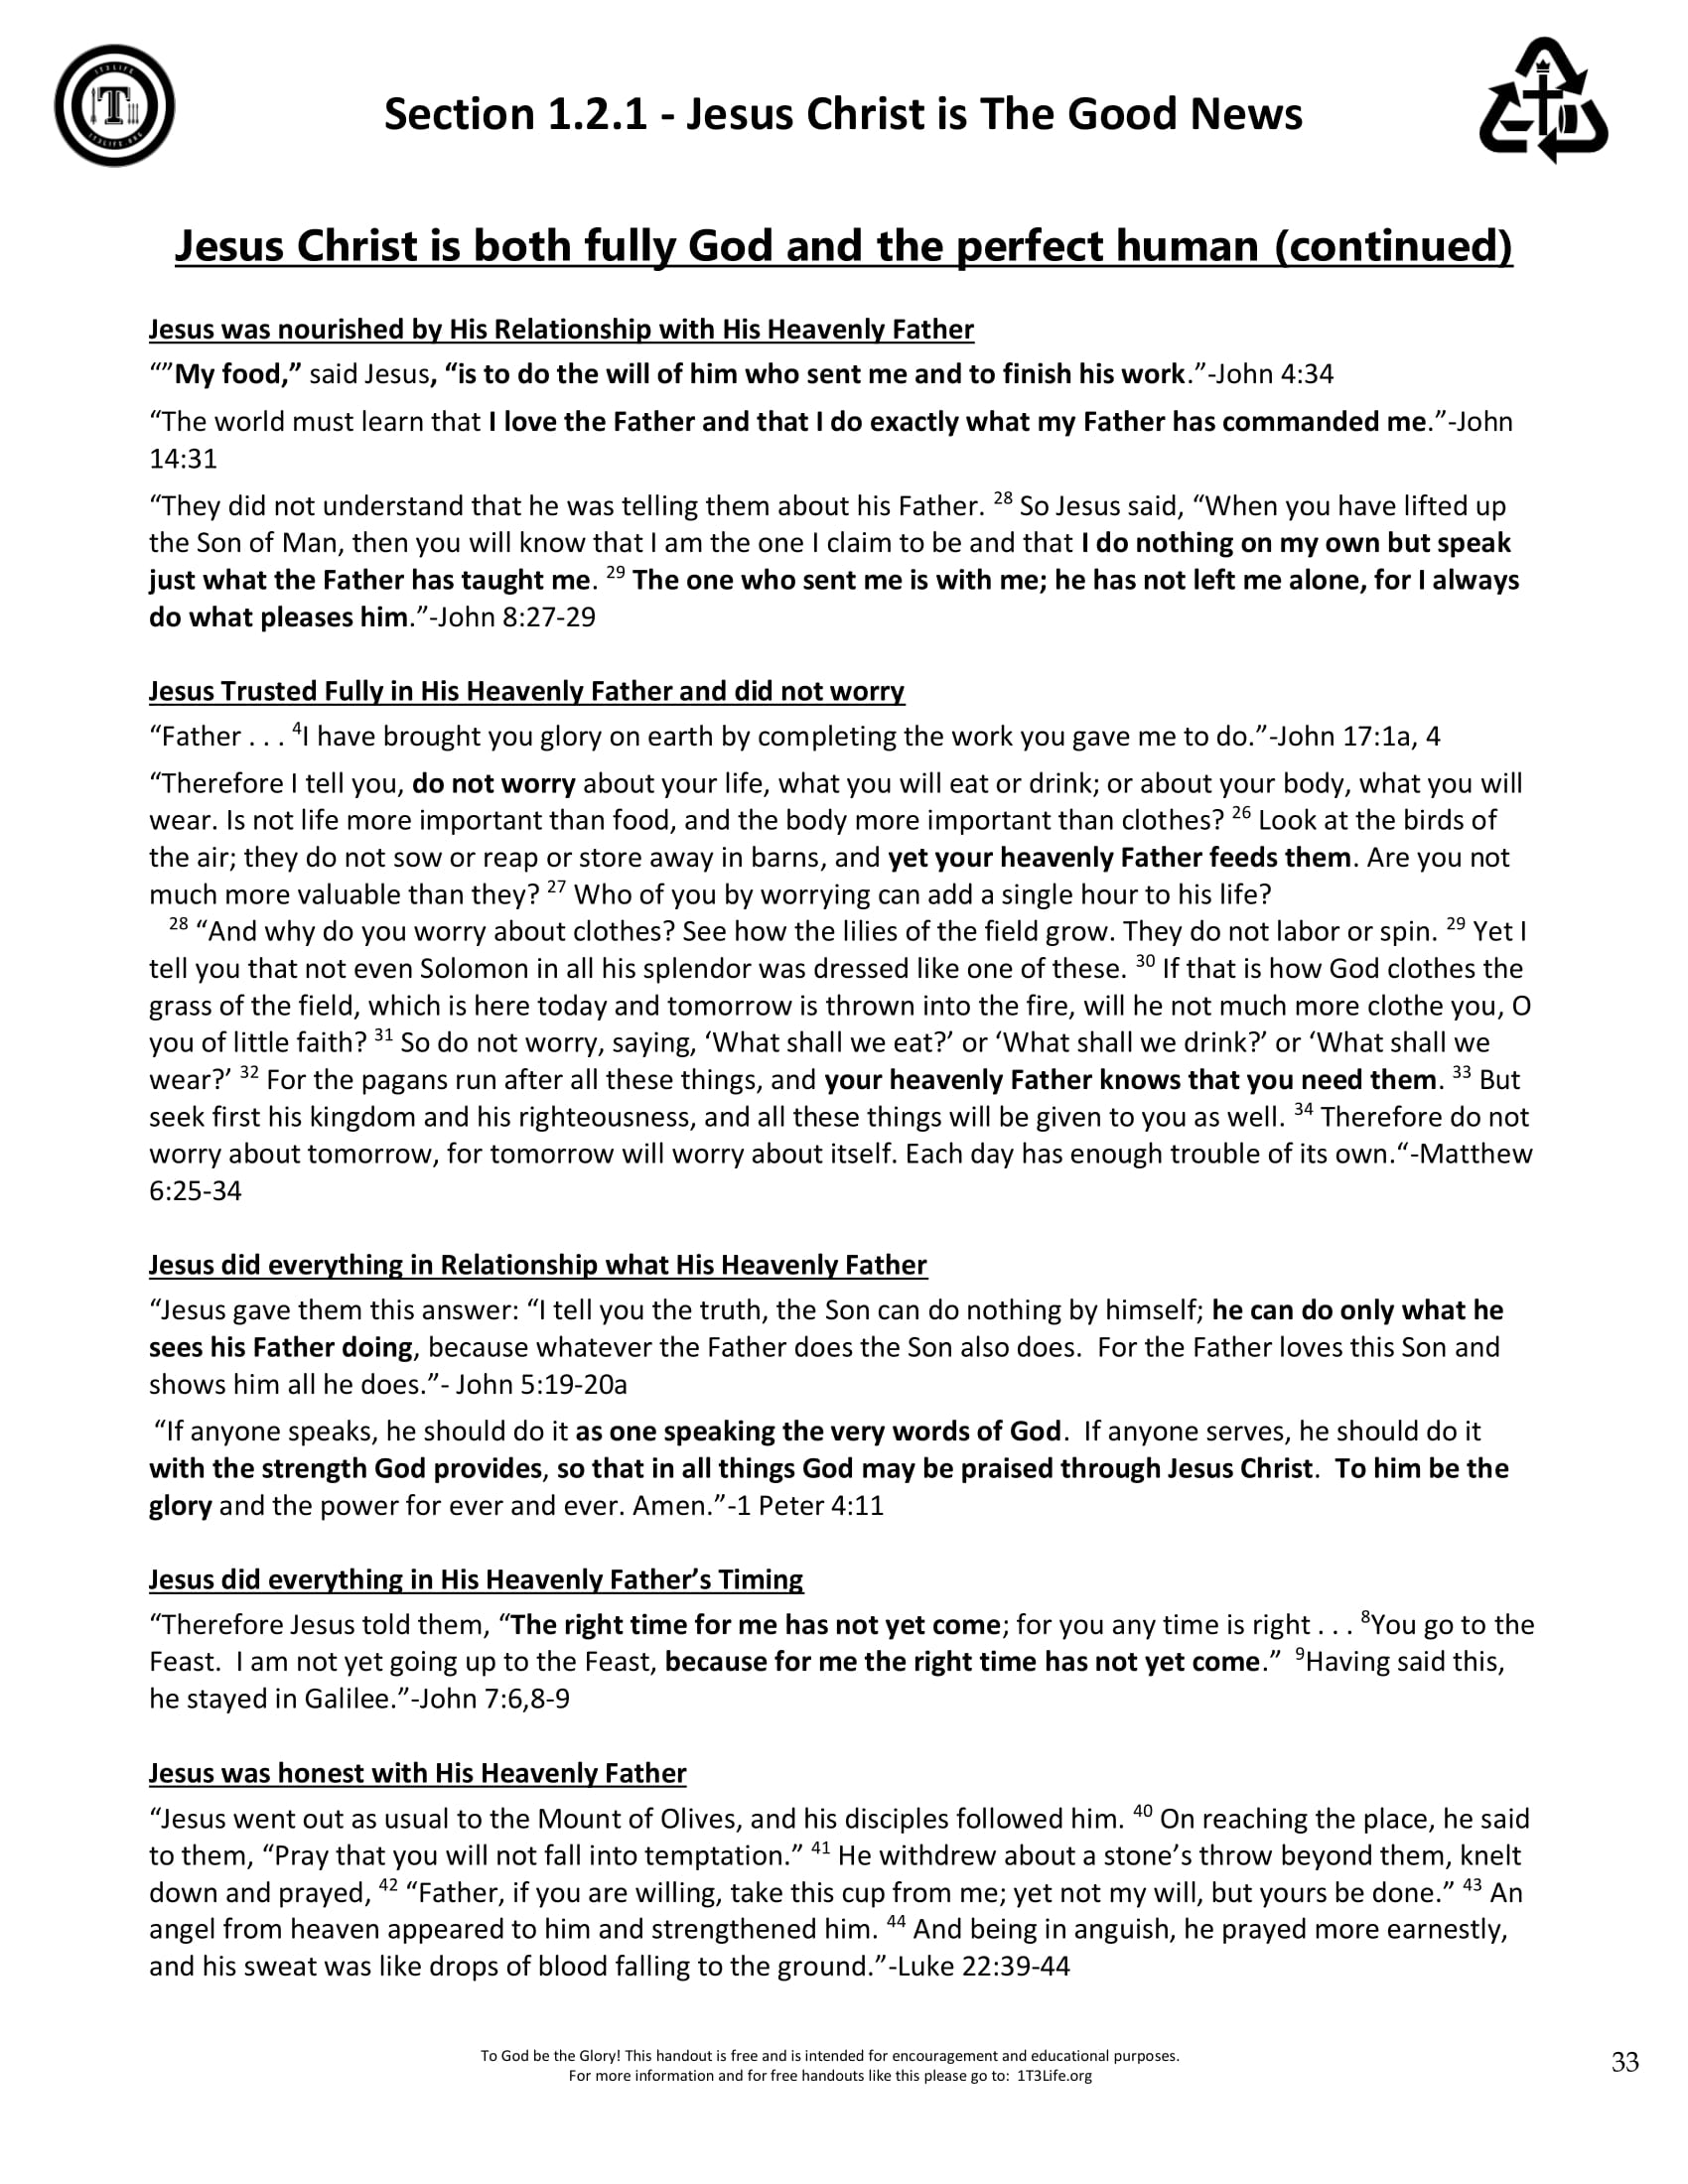 Section 1.2.1 - Jesus Christ is The Good News
Jesus Christ is both fully God and the perfect human (continued)
Jesus was nourished by His Relationship with His Heavenly Father
“”My food,” said Jesus, “is to do the will of him who sent me and to finish his work.”-John 4:34
“The world must learn that I love the Father and that I do exactly what my Father has commanded me.”-John
14:31
“They did not understand that he was telling them about his Father. 28 So Jesus said, “When you have lifted up
the Son of Man, then you will know that I am the one I claim to be and that I do nothing on my own but speak
just what the Father has taught me. 29 The one who sent me is with me; he has not left me alone, for I always
do what pleases him.”-John 8:27-29
Jesus Trusted Fully in His Heavenly Father and did not worry
“Father . . . 4I have brought you glory on earth by completing the work you gave me to do.”-John 17:1a, 4
“Therefore I tell you, do not worry about your life, what you will eat or drink; or about your body, what you will
wear. Is not life more important than food, and the body more important than clothes? 26 Look at the birds of
the air; they do not sow or reap or store away in barns, and yet your heavenly Father feeds them. Are you not
much more valuable than they? 27 Who of you by worrying can add a single hour to his life?
28 “And why do you worry about clothes? See how the lilies of the field grow. They do not labor or spin. 29 Yet I
tell you that not even Solomon in all his splendor was dressed like one of these. 30 If that is how God clothes the
grass of the field, which is here today and tomorrow is thrown into the fire, will he not much more clothe you, O
you of little faith? 31 So do not worry, saying, ‘What shall we eat?’ or ‘What shall we drink?’ or ‘What shall we
wear?’ 32 For the pagans run after all these things, and your heavenly Father knows that you need them. 33 But
seek first his kingdom and his righteousness, and all these things will be given to you as well. 34 Therefore do not
worry about tomorrow, for tomorrow will worry about itself. Each day has enough trouble of its own.“-Matthew
6:25-34
Jesus did everything in Relationship what His Heavenly Father
“Jesus gave them this answer: “I tell you the truth, the Son can do nothing by himself; he can do only what he
sees his Father doing, because whatever the Father does the Son also does.  For the Father loves this Son and
shows him all he does.”- John 5:19-20a
“If anyone speaks, he should do it as one speaking the very words of God.  If anyone serves, he should do it
with the strength God provides, so that in all things God may be praised through Jesus Christ.  To him be the
glory and the power for ever and ever. Amen.”-1 Peter 4:11
Jesus did everything in His Heavenly Father’s Timing
“Therefore Jesus told them, “The right time for me has not yet come; for you any time is right . . . 8You go to the
Feast.  I am not yet going up to the Feast, because for me the right time has not yet come.”  9Having said this,
he stayed in Galilee.”-John 7:6,8-9
Jesus was honest with His Heavenly Father
“Jesus went out as usual to the Mount of Olives, and his disciples followed him. 40 On reaching the place, he said
to them, “Pray that you will not fall into temptation.” 41 He withdrew about a stone’s throw beyond them, knelt
down and prayed, 42 “Father, if you are willing, take this cup from me; yet not my will, but yours be done.” 43 An
angel from heaven appeared to him and strengthened him. 44 And being in anguish, he prayed more earnestly,
and his sweat was like drops of blood falling to the ground.”-Luke 22:39-44
To God be the Glory! This handout is free and is intended for encouragement and educational purposes.
For more information and for free handouts like this please go to:  1T3Life.org
33